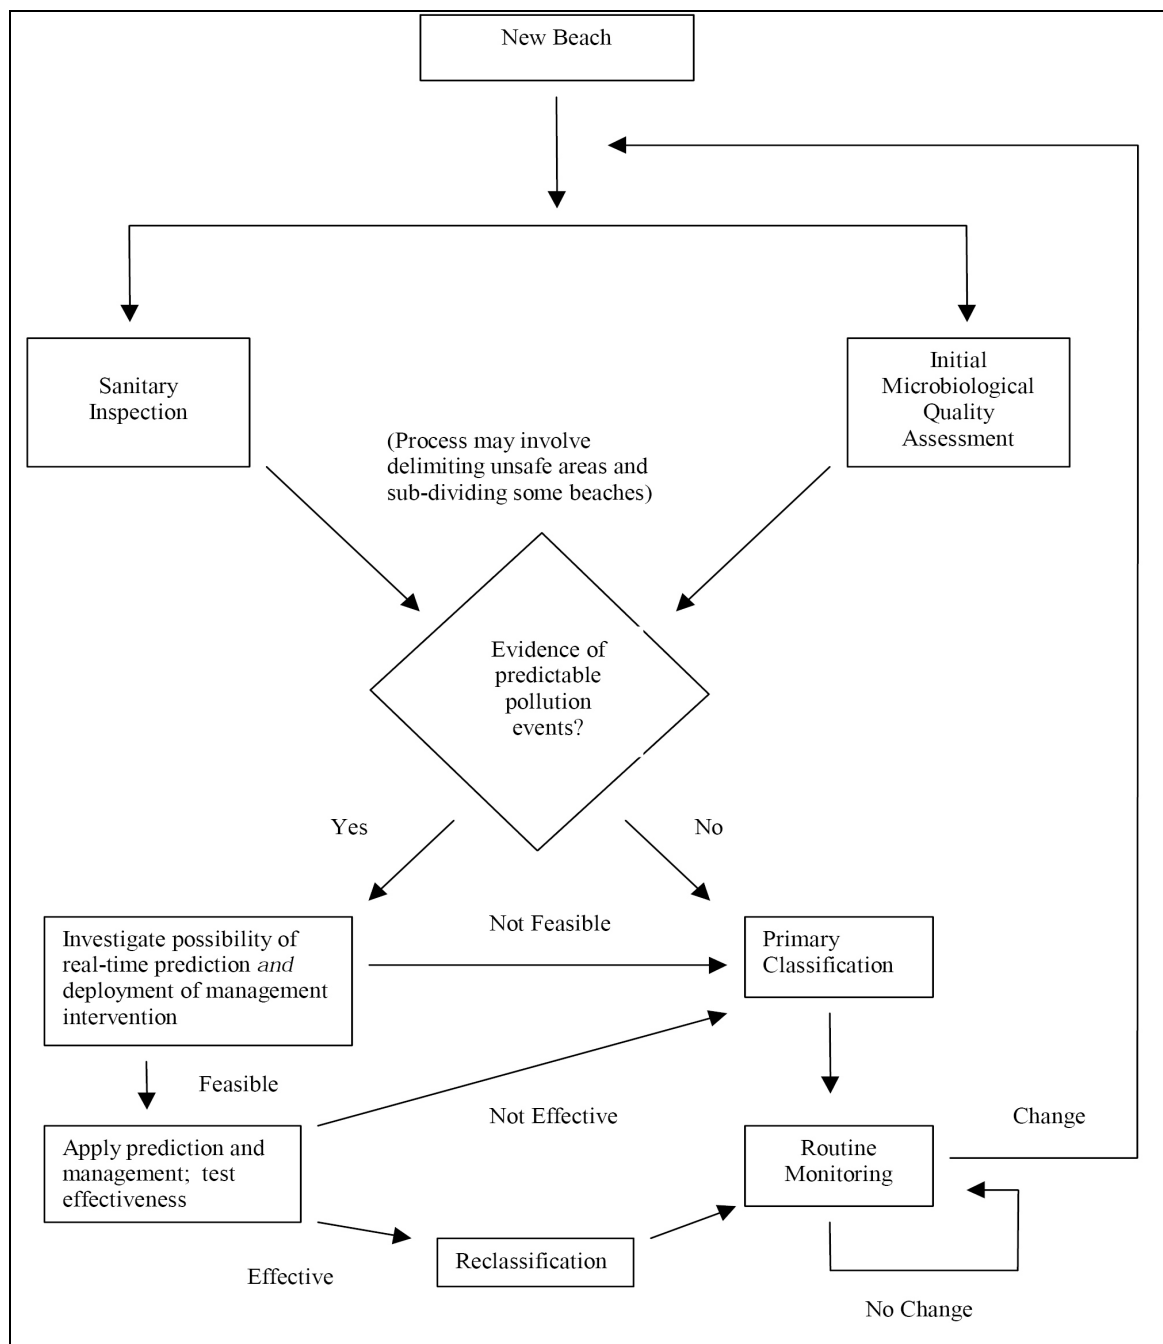 New Beach
Sanitary
Inspection
Initial
Microbiological
Quality
Assessment
(Process may involve
delimiting unsafe areas and
sub-dividing some beaches)
Evidence of
predictable
pollution
events?
Yes
No
Investigate possibility of
real-time prediction and
deployment of management
intervention
Not Feasible
Primary
Classification
Feasible
Not Effective
Change
Apply prediction and
management; test
effectiveness
Routine
Monitoring
Effective
Reclassification
No Change